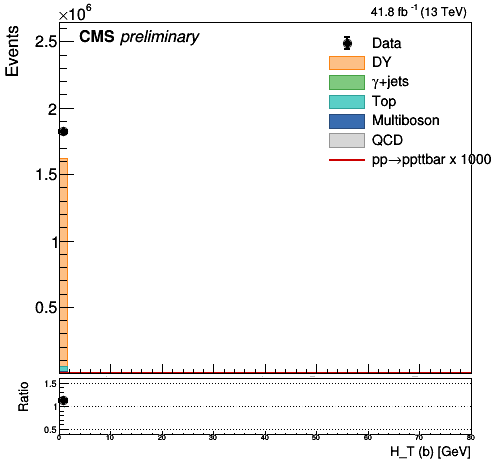 ×10⁶
41.8 fb⁻¹ (13 TeV)
CMS preliminary
Events
2.5
2
1.5
1
0.5
Data
DY
γ+jets
Top
Multiboson
QCD
pp→ppttbar x 1000
Ratio
1.5
1
0.5
0 10 20 30 40 50 60 70 80
H_T (b) [GeV]